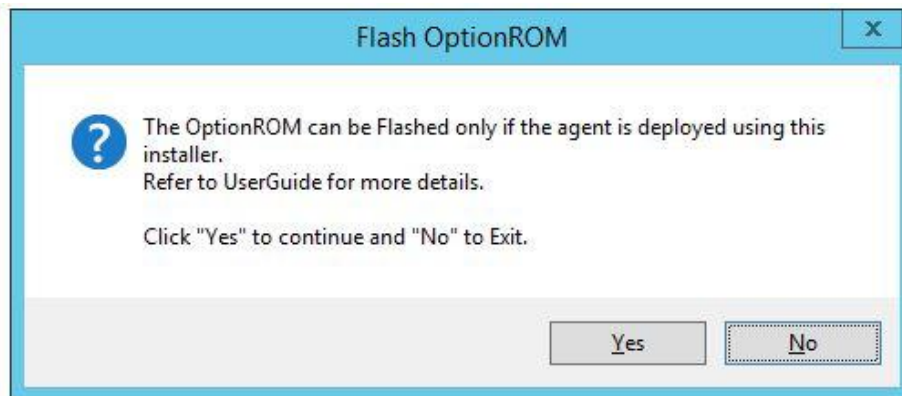 Flash OptionROM
x
The OptionROM can be Flashed only if the agent is deployed using this
installer.
Refer to UserGuide for more details.
Click "Yes" to continue and "No" to Exit.
Yes
No